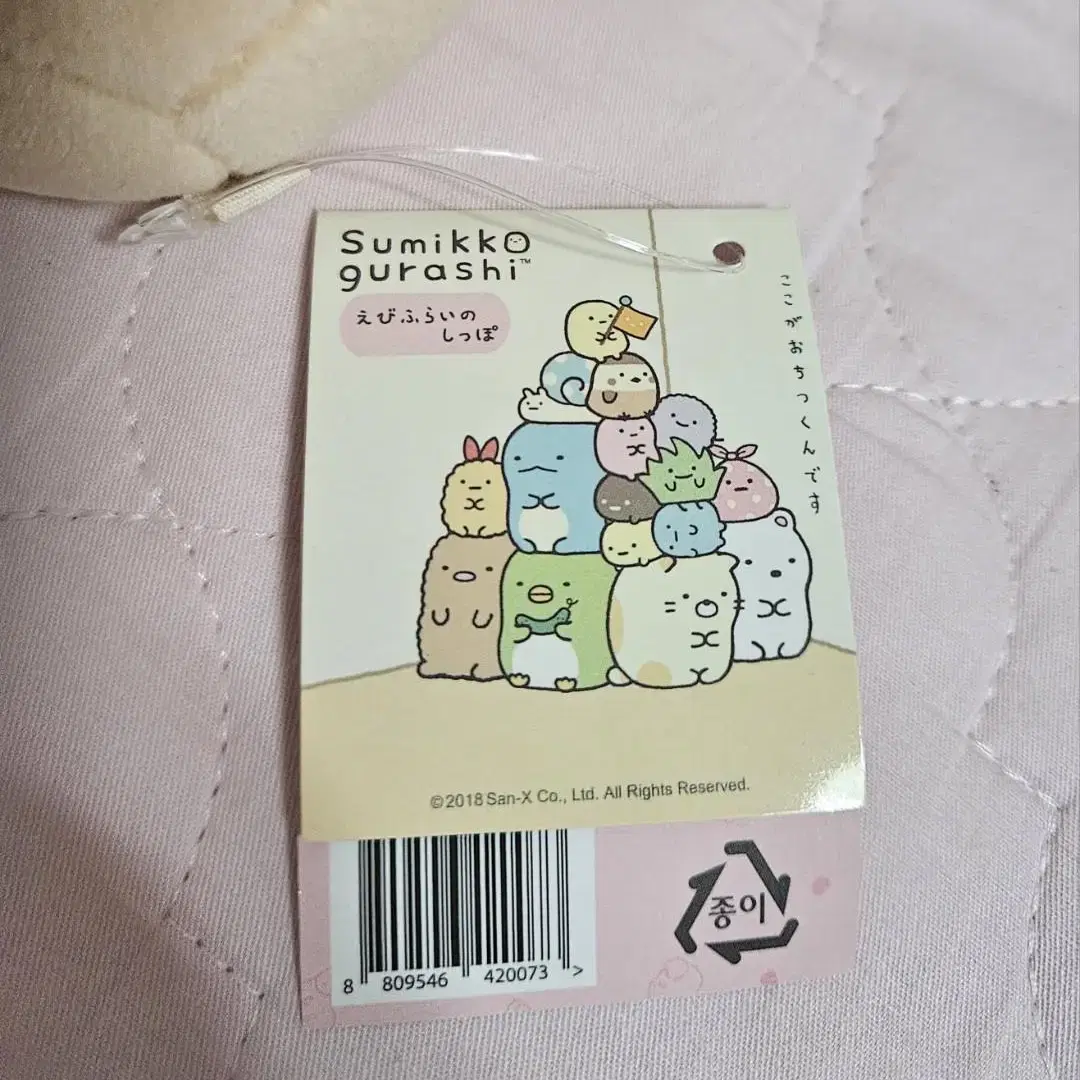 Sumikko
gurashi™
えびふらいの
しっぽ
ここがおちつくんです
©2018 San-X Co., Ltd. All Rights Reserved.
종이
8 809546 420073 >